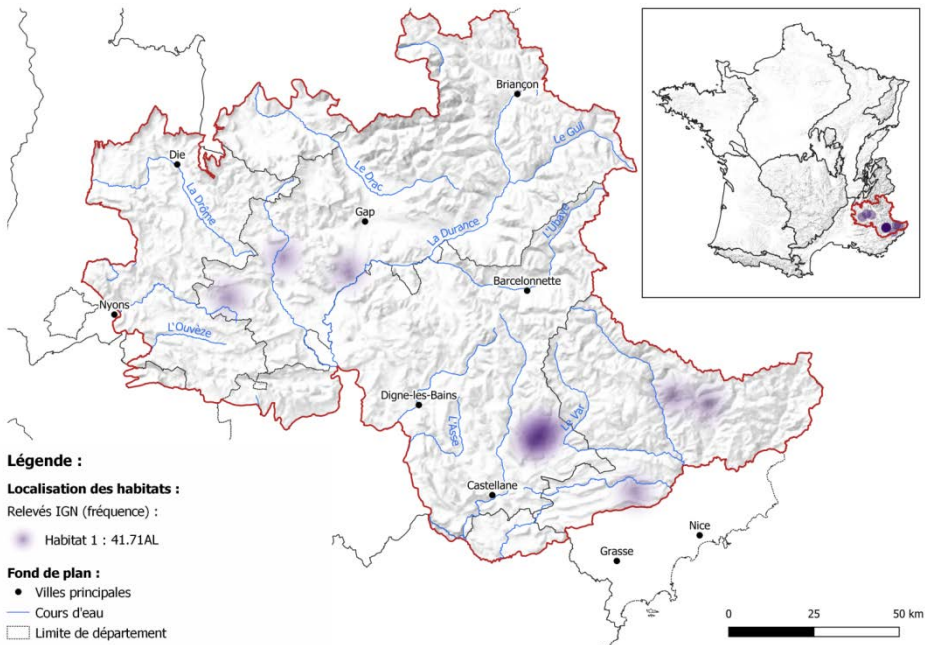 Briançon
Le Guil
Die
Le Drac
La Drôme
Gap
La Durance
L'Ubaye
Barcelonnette
Nyons
L'Ouvèze
Digne-les-Bains
L'Asse
Le Var
Castellane
Nice
Grasse
Légende :
Localisation des habitats :
Relevés IGN (fréquence) :
Habitat 1 : 41.71AL
Fond de plan :
Villes principales
Cours d'eau
Limite de département
0 25 50 km